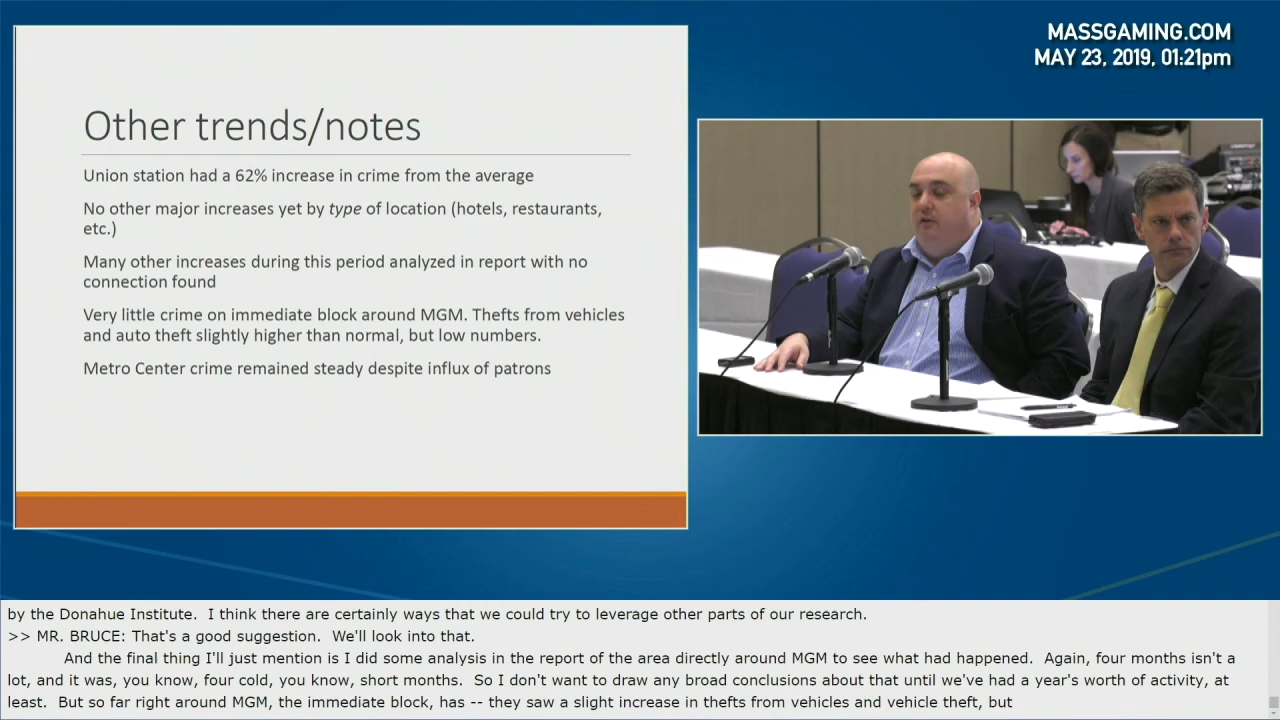 MASSGAMING.COM
MAY 23, 2019, 01:21pm
Other trends/notes
Union station had a 62% increase in crime from the average
No other major increases yet by type of location (hotels, restaurants,
etc.)
Many other increases during this period analyzed in report with no
connection found
Very little crime on immediate block around MGM. Thefts from vehicles
and auto theft slightly higher than normal, but low numbers.
Metro Center crime remained steady despite influx of patrons
by the Donahue Institute.  I think there are certainly ways that we could try to leverage other parts of our research.
>> MR. BRUCE: That's a good suggestion.  We'll look into that.
And the final thing I'll just mention is I did some analysis in the report of the area directly around MGM to see what had happened.  Again, four months isn't a
lot, and it was, you know, four cold, you know, short months.  So I don't want to draw any broad conclusions about that until we've had a year's worth of activity, at
least.  But so far right around MGM, the immediate block, has -- they saw a slight increase in thefts from vehicles and vehicle theft, but